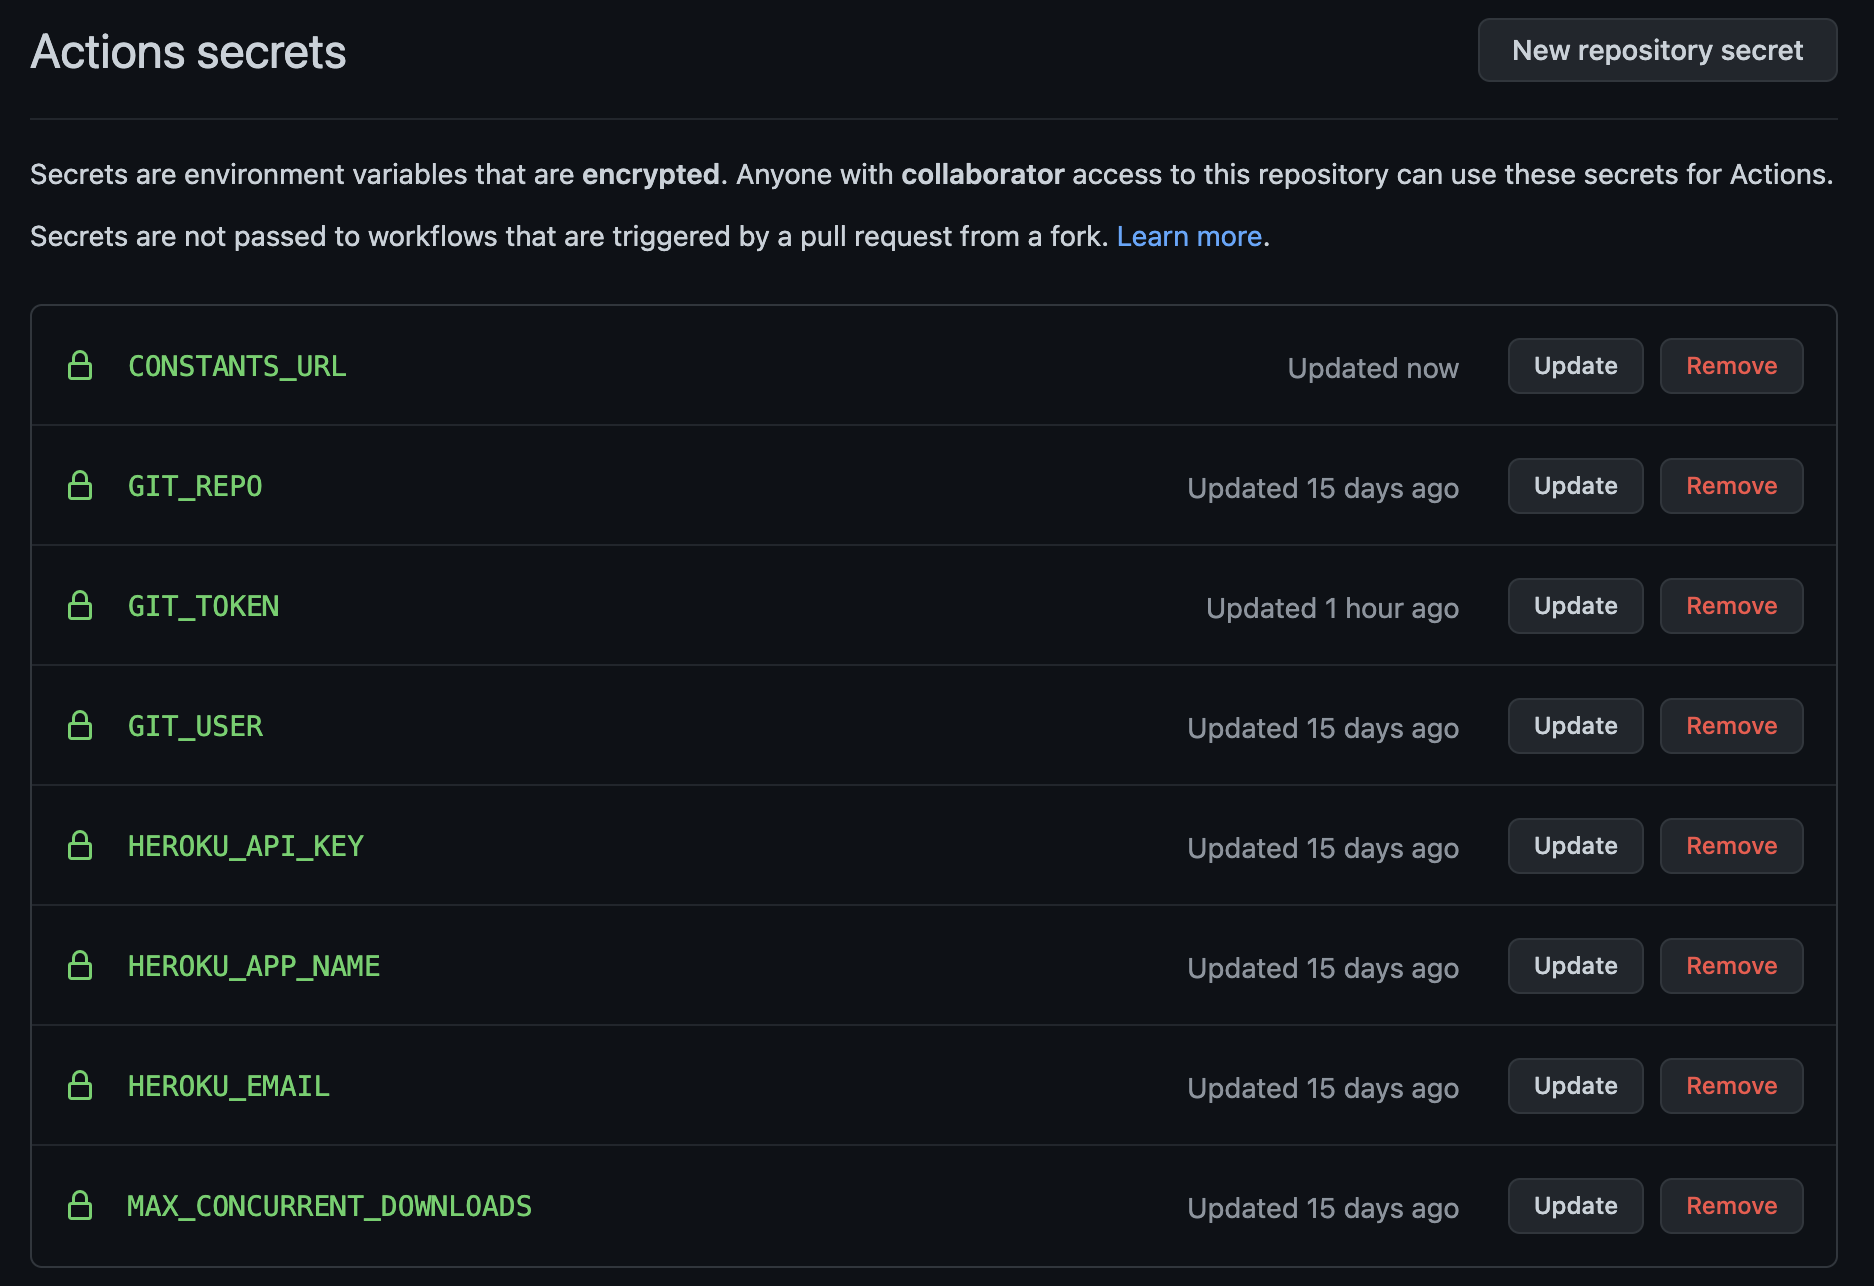 Actions secrets
New repository secret
Secrets are environment variables that are encrypted. Anyone with collaborator access to this repository can use these secrets for Actions.
Secrets are not passed to workflows that are triggered by a pull request from a fork. Learn more.
CONSTANTS_URL Updated now Update Remove
GIT_REPO Updated 15 days ago Update Remove
GIT_TOKEN Updated 1 hour ago Update Remove
GIT_USER Updated 15 days ago Update Remove
HEROKU_API_KEY Updated 15 days ago Update Remove
HEROKU_APP_NAME Updated 15 days ago Update Remove
HEROKU_EMAIL Updated 15 days ago Update Remove
MAX_CONCURRENT_DOWNLOADS Updated 15 days ago Update Remove